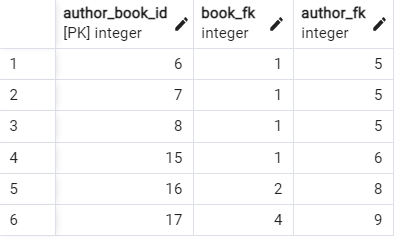 author_book_id book_fk author_fk
[PK] integer integer integer
1 6 1 5
2 7 1 5
3 8 1 5
4 15 1 6
5 16 2 8
6 17 4 9